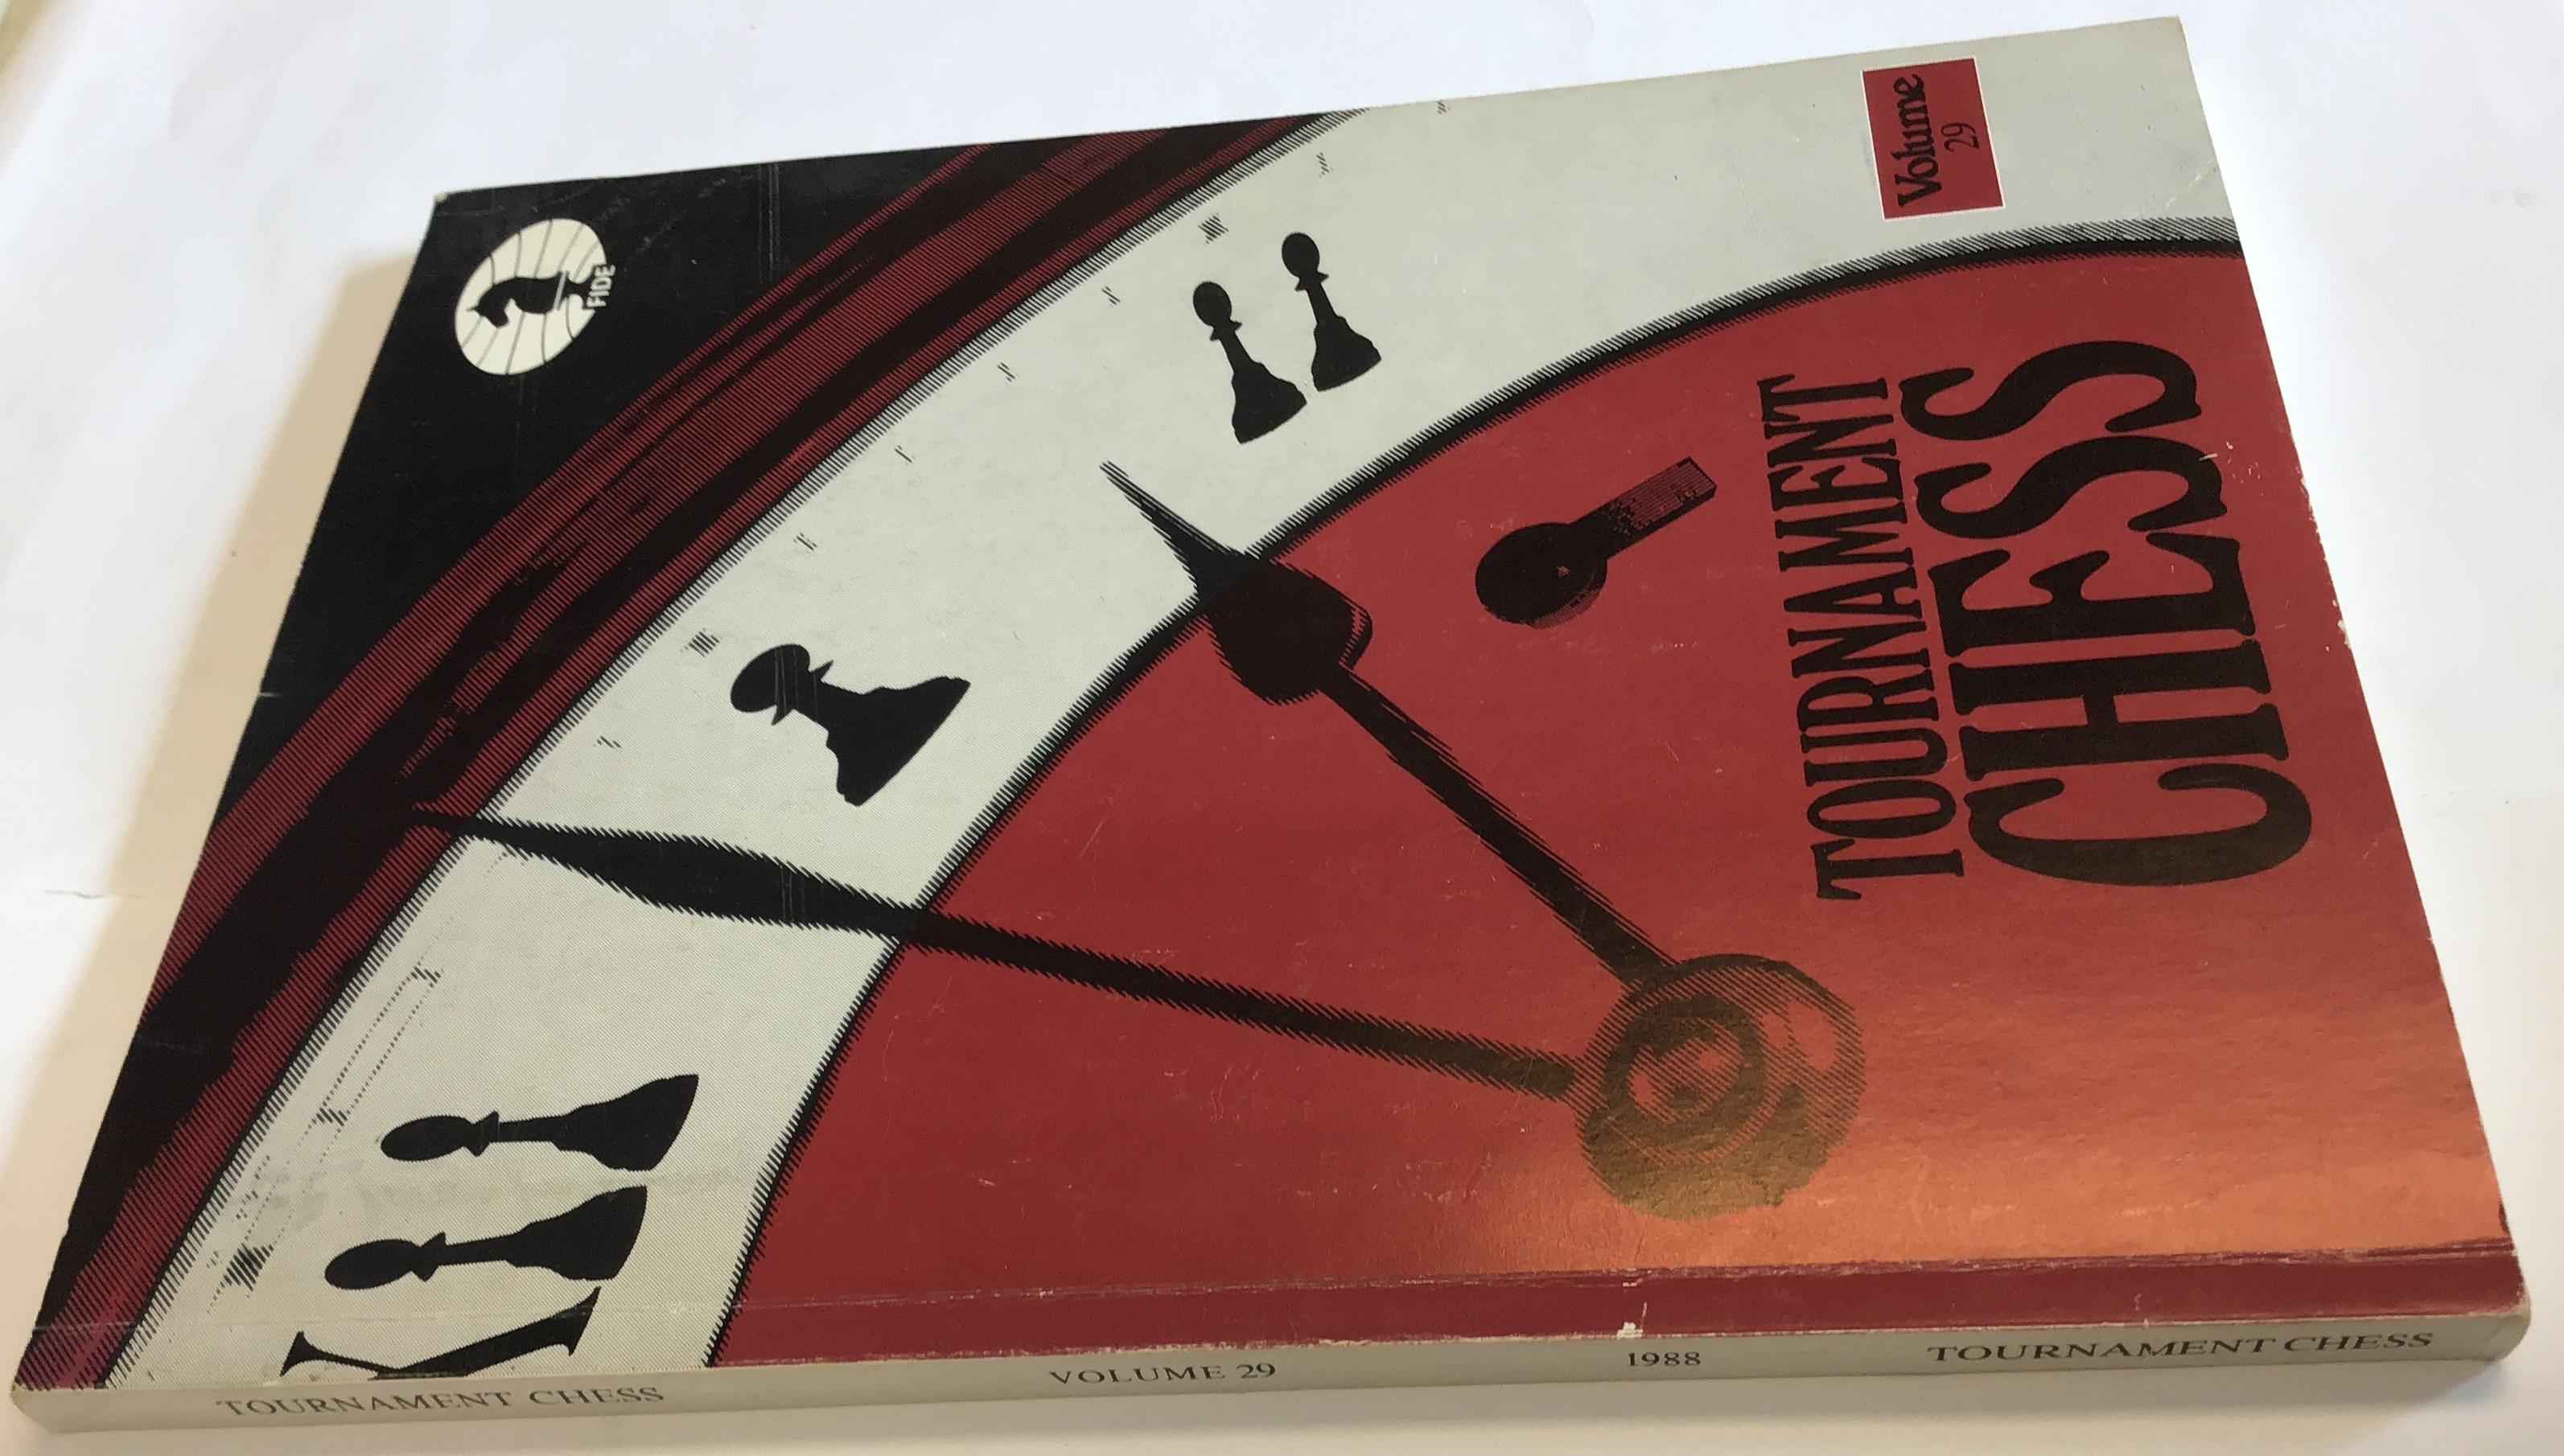 FIDE
Volume
29
TOURNAMENT
CHESS
X
TOURNAMENT CHESS
VOLUME 29
1988
TOURNAMENT CHESS